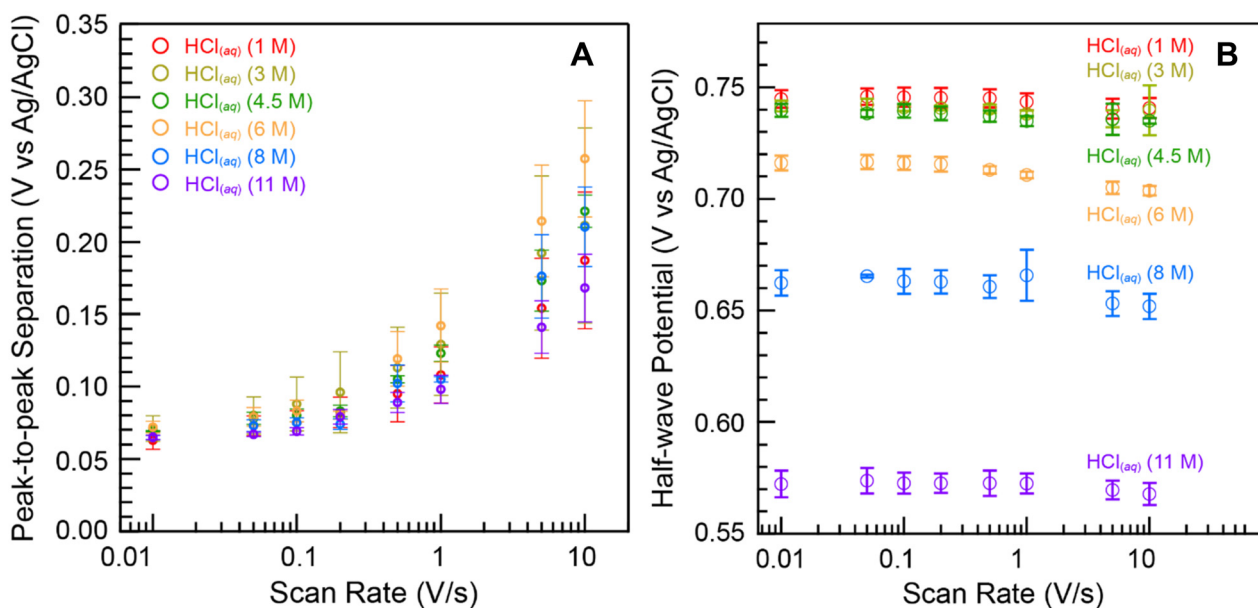 Peak-to-peak Separation (V vs Ag/AgCl)
0.35
0.30
0.25
0.20
0.15
0.10
0.05
0.00
A
HCl(aq) (1 M)
HCl(aq) (3 M)
HCl(aq) (4.5 M)
HCl(aq) (6 M)
HCl(aq) (8 M)
HCl(aq) (11 M)
0.01
0.1
1
10
Scan Rate (V/s)
Half-wave Potential (V vs Ag/AgCl)
0.75
0.70
0.65
0.60
0.55
B
HCl(aq) (1 M)
HCl(aq) (3 M)
HCl(aq) (4.5 M)
HCl(aq) (6 M)
HCl(aq) (8 M)
HCl(aq) (11 M)
0.01
0.1
1
10
Scan Rate (V/s)